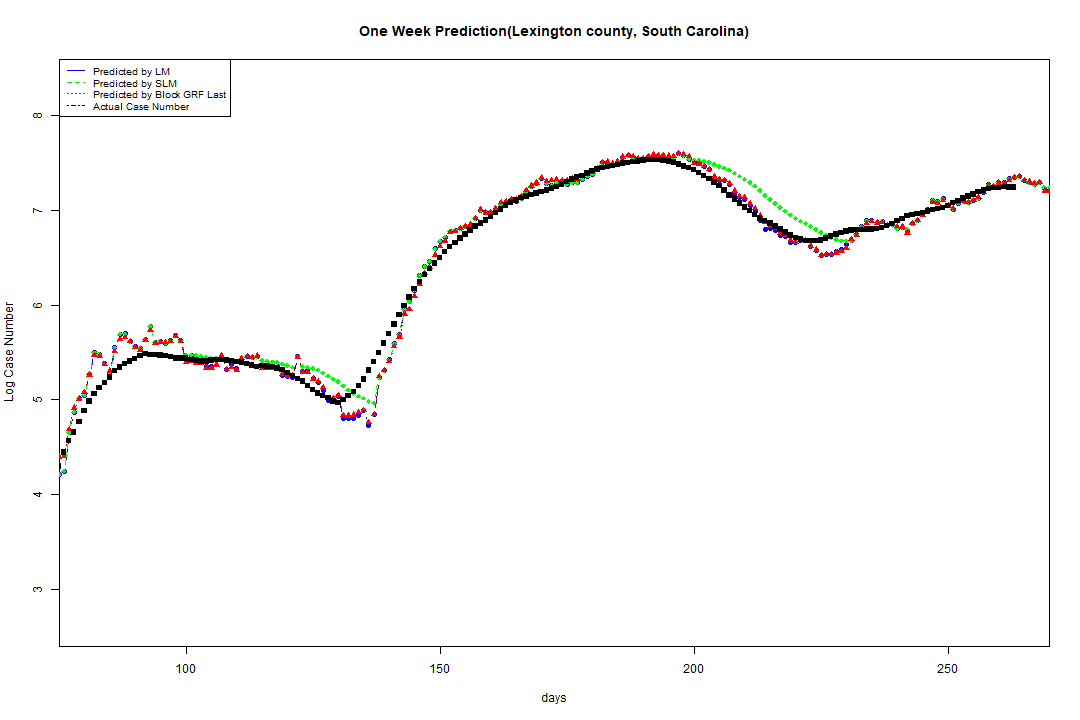 One Week Prediction(Lexington county, South Carolina)
Predicted by LM
Predicted by SLM
Predicted by Block GRF Last
Actual Case Number
8
7
6
5
4
3
Log Case Number
100 150 200 250
days